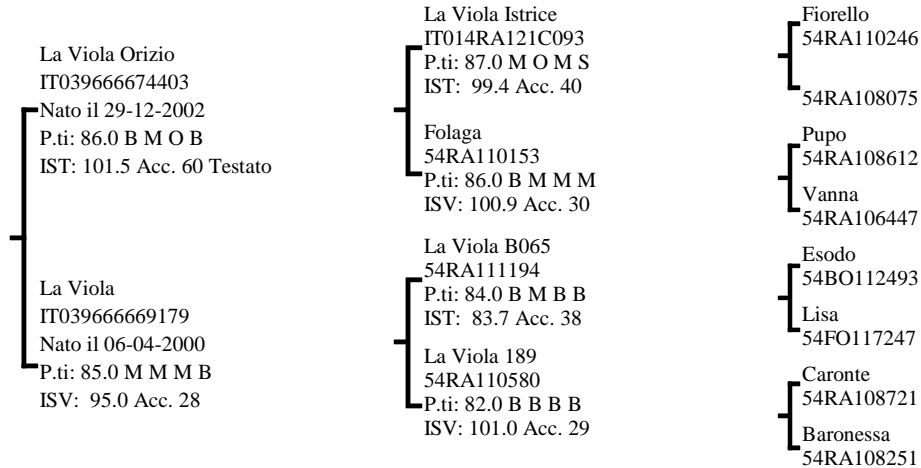 La Viola Orizio
IT039666674403
Nato il 29-12-2002
P.ti: 86.0 B M O B
IST: 101.5 Acc. 60 Testato
La Viola
IT039666669179
Nato il 06-04-2000
P.ti: 85.0 M M M B
ISV: 95.0 Acc. 28
La Viola Istrice
IT014RA121C093
P.ti: 87.0 M O M S
IST: 99.4 Acc. 40
Folaga
54RA110153
P.ti: 86.0 B M M M
ISV: 100.9 Acc. 30
La Viola B065
54RA111194
P.ti: 84.0 B M B B
IST: 83.7 Acc. 38
La Viola 189
54RA110580
P.ti: 82.0 B B B B
ISV: 101.0 Acc. 29
Fiorello
54RA110246
54RA108075
Pupo
54RA108612
Vanna
54RA106447
Esodo
54BO112493
Lisa
54FO117247
Caronte
54RA108721
Baronessa
54RA108251